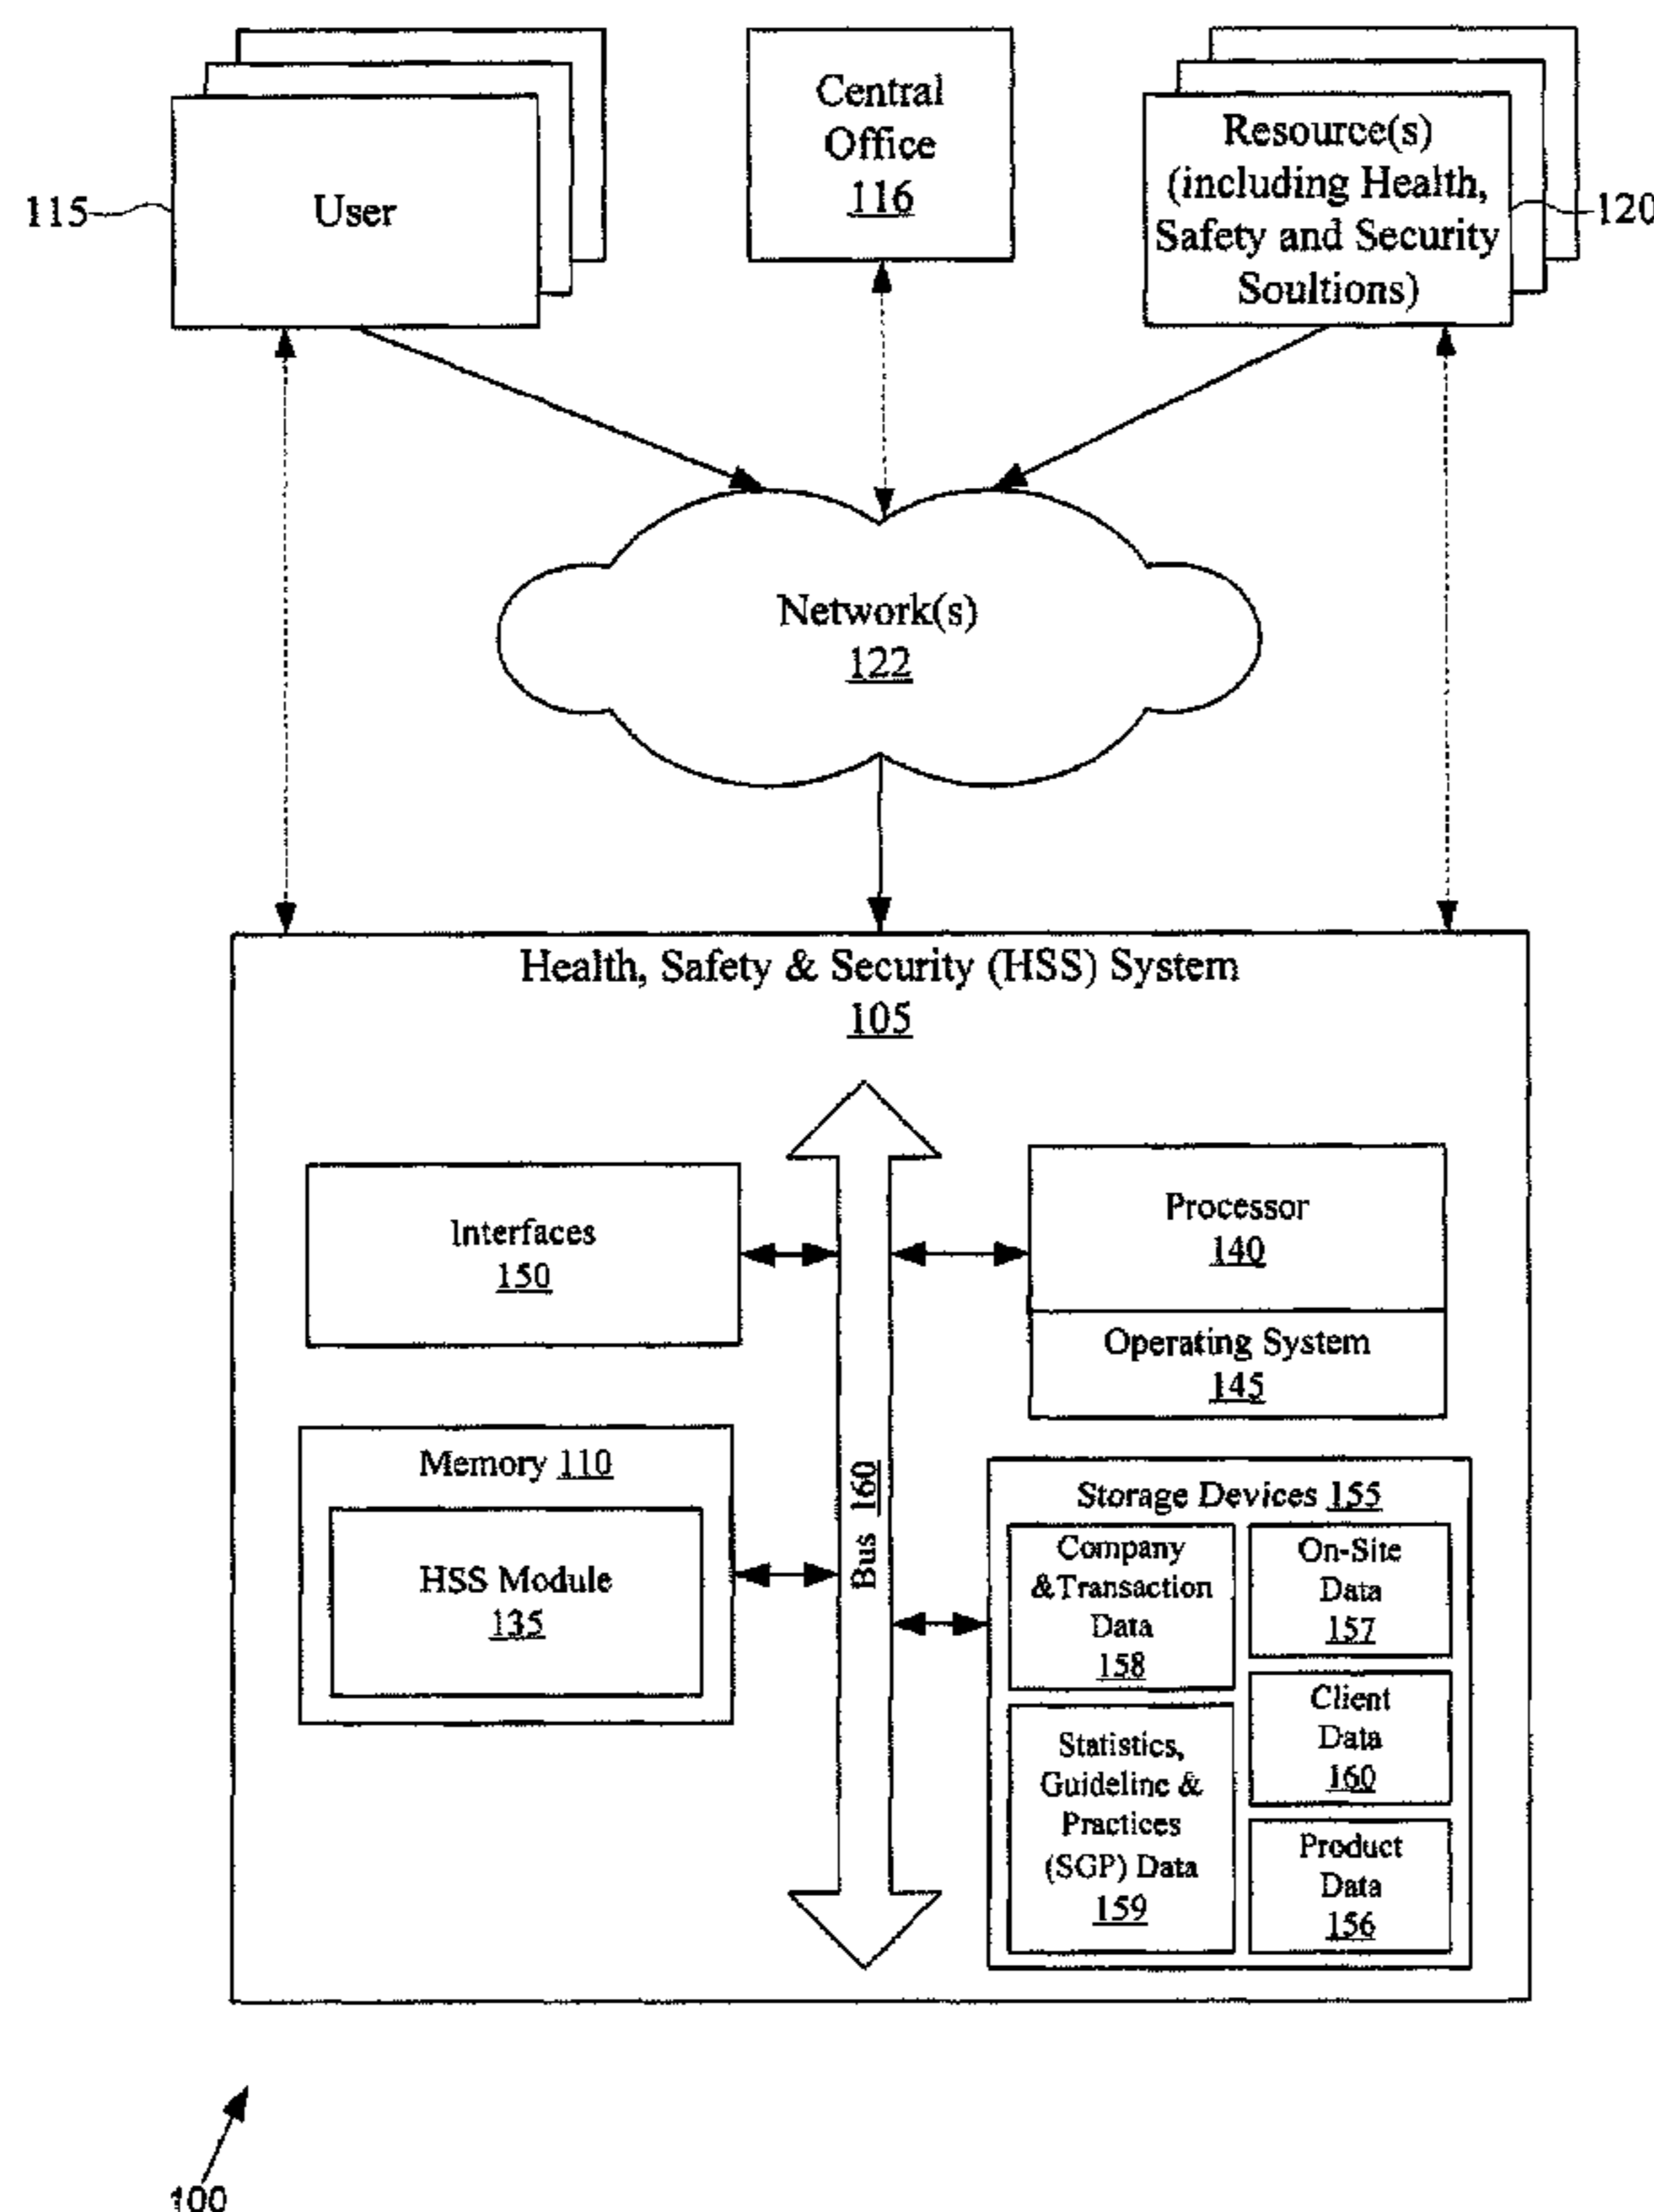 115
User
Central
Office
116
Resource(s)
(including Health,
Safety and Security
Soultions)
120
Network(s)
122
Health, Safety & Security (HSS) System
105
Interfaces
150
Processor
140
Operating System
145
Memory 110
HSS Module
135
Bus 160
Storage Devices 155
Company
&Transaction
Data
158
On-Site
Data
157
Statistics,
Guideline &
Practices
(SGP) Data
159
Client
Data
160
Product
Data
156
100